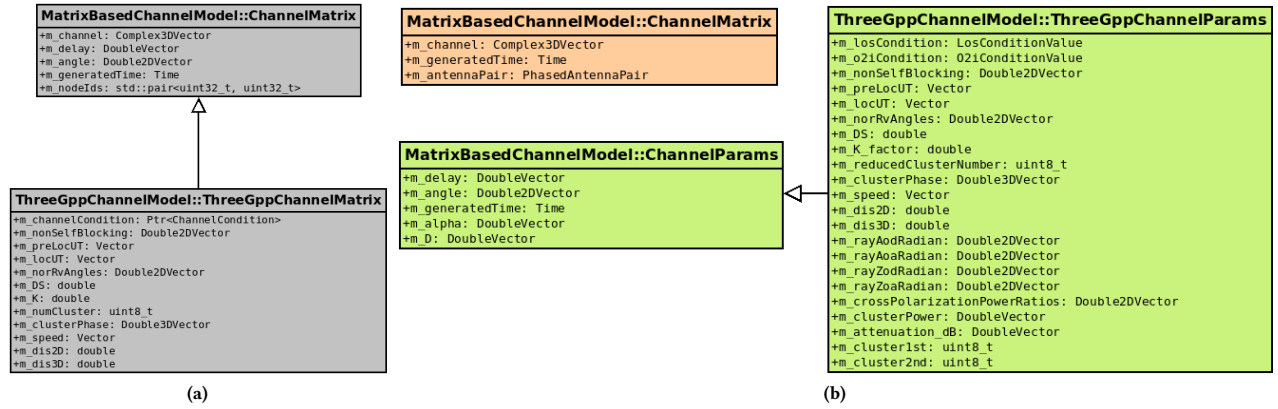 MatrixBasedChannelModel::ChannelMatrix
+m_channel: Complex3DVector
+m_delay: DoubleVector
+m_angle: Double2DVector
+m_generatedTime: Time
+m_nodeIds: std::pair<uint32_t, uint32_t>
ThreeGppChannelModel::ThreeGppChannelMatrix
+m_channelCondition: Ptr<ChannelCondition>
+m_nonSelfBlocking: Double2DVector
+m_preLocUT: Vector
+m_locUT: Vector
+m_norRvAngles: Double2DVector
+m_DS: double
+m_K: double
+m_numCluster: uint8_t
+m_clusterPhase: Double3DVector
+m_speed: Vector
+m_dis2D: double
+m_dis3D: double
(a)
MatrixBasedChannelModel::ChannelMatrix
+m_channel: Complex3DVector
+m_generatedTime: Time
+m_antennaPair: PhasedAntennaPair
MatrixBasedChannelModel::ChannelParams
+m_delay: DoubleVector
+m_angle: Double2DVector
+m_generatedTime: Time
+m_alpha: DoubleVector
+m_D: DoubleVector
ThreeGppChannelModel::ThreeGppChannelParams
+m_losCondition: LosConditionValue
+m_o2iCondition: O2iConditionValue
+m_nonSelfBlocking: Double2DVector
+m_preLocUT: Vector
+m_locUT: Vector
+m_norRvAngles: Double2DVector
+m_DS: double
+m_K_factor: double
+m_reducedClusterNumber: uint8_t
+m_clusterPhase: Double3DVector
+m_speed: Vector
+m_dis2D: double
+m_dis3D: double
+m_rayAodRadian: Double2DVector
+m_rayAoaRadian: Double2DVector
+m_rayZodRadian: Double2DVector
+m_rayZoaRadian: Double2DVector
+m_crossPolarizationPowerRatios: Double2DVector
+m_clusterPower: DoubleVector
+m_attenuation_dB: DoubleVector
+m_cluster1st: uint8_t
+m_cluster2nd: uint8_t
(b)